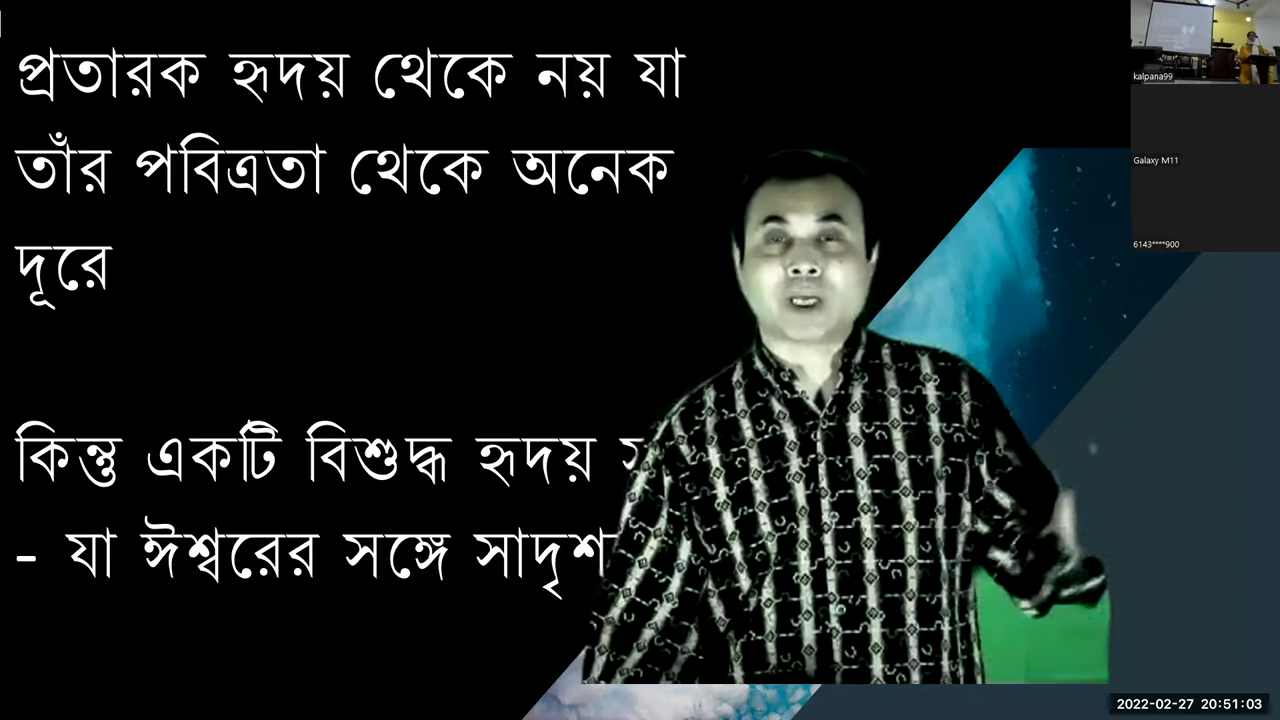 প্রতারক হৃদয় থেকে নয় যা
তাঁর পবিত্রতা থেকে অনেক
দূরে
কিন্তু একটি বিশুদ্ধ হৃদয়
- যা ঈশ্বরের সঙ্গে
kalpana99
Galaxy M11
6143****900
2022-02-27 20:51:03